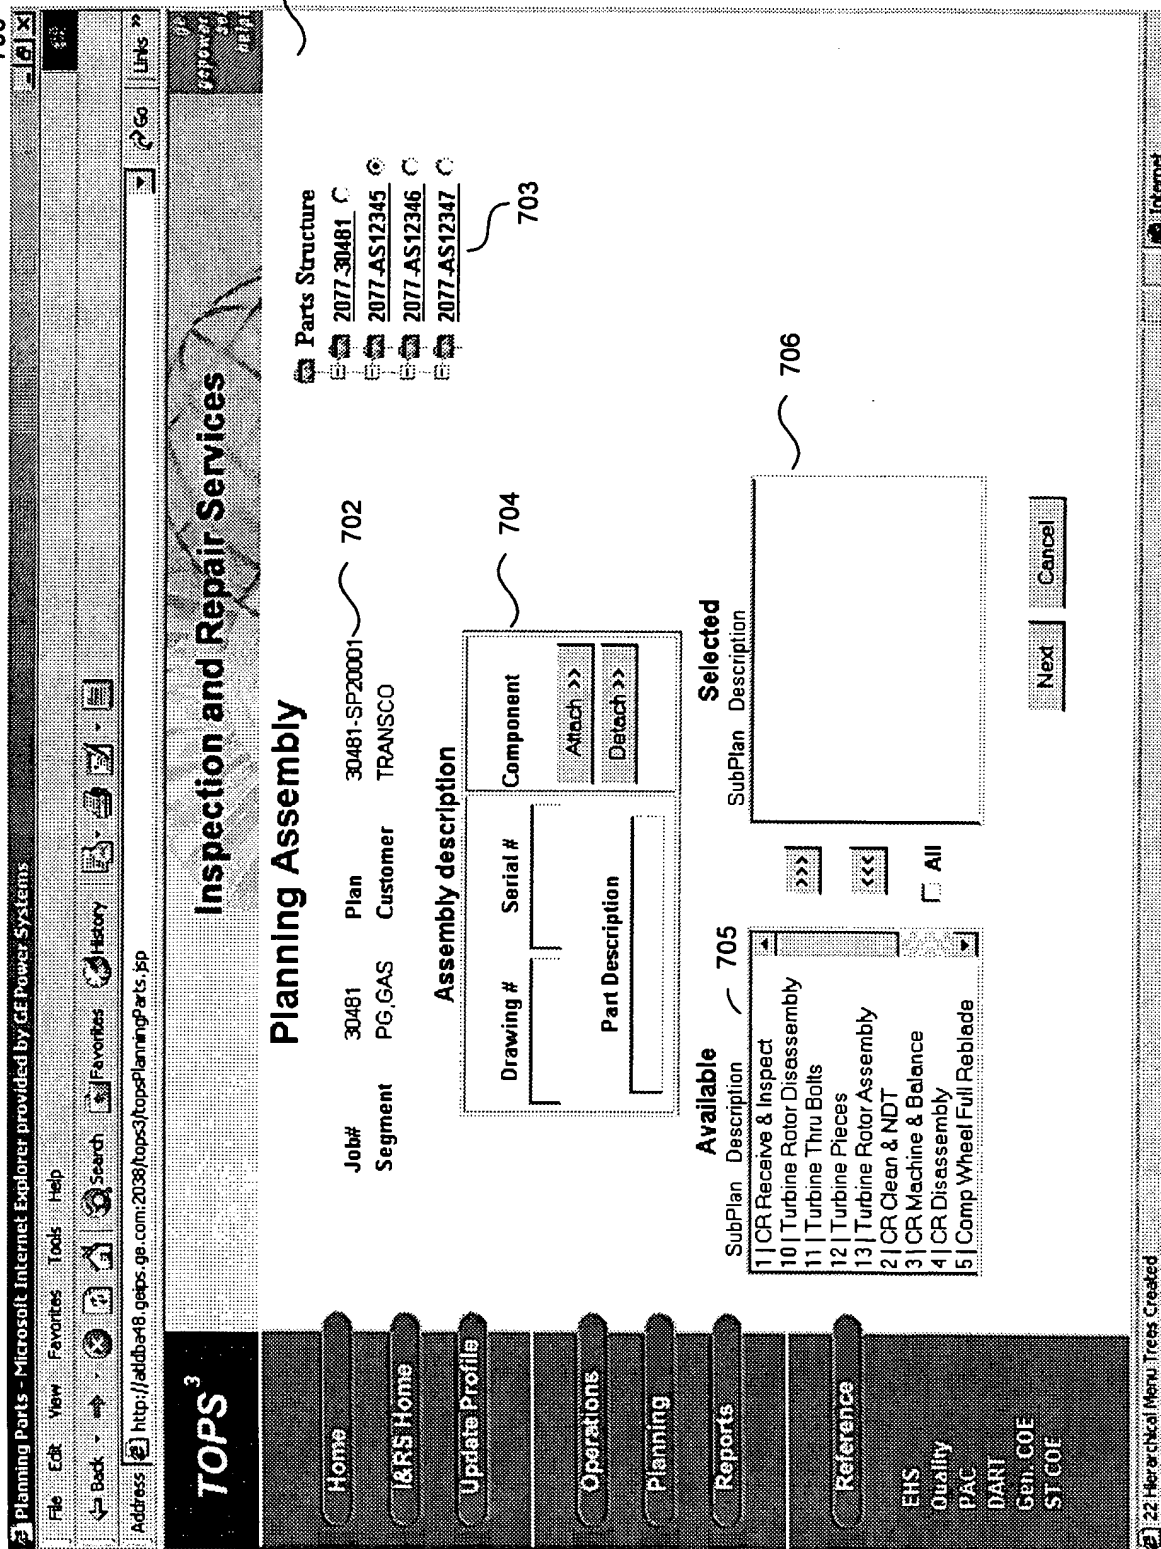 Planning Parts - Microsoft Internet Explorer provided by GE Power Systems
File Edit View Favorites Tools Help
Back Search Favorites History
Address http://atldba48.geips.ge.com:2038/tops3/topsPlanningParts.jsp Go Links »
TOPS3
Inspection and Repair Services
Home
I&RS Home
Update Profile
Operations
Planning
Reports
Reference
EHS
Quality
PAC
DART
Gen. COE
ST COE
Planning Assembly
Job# 30481 Plan 30481-SP20001 702
Segment PG,GAS Customer TRANSCO
Parts Structure
2077-30481
2077-AS12345
2077-AS12346
2077-AS12347
703
Assembly description
704
Drawing # Serial # Component
Attach >>
Part Description
Detach >>
Available
SubPlan Description 705
1 | CR Receive & Inspect
10 | Turbine Rotor Disassembly
11 | Turbine Thru Bolts
12 | Turbine Pieces
13 | Turbine Rotor Assembly
2 | CR Clean & NDT
3 | CR Machine & Balance
4 | CR Disassembly
5 | Comp Wheel Full Reblade
>>>
<<<
All
Selected
SubPlan Description
706
Next Cancel
22 Hierarchical Menu Trees Created
Internet